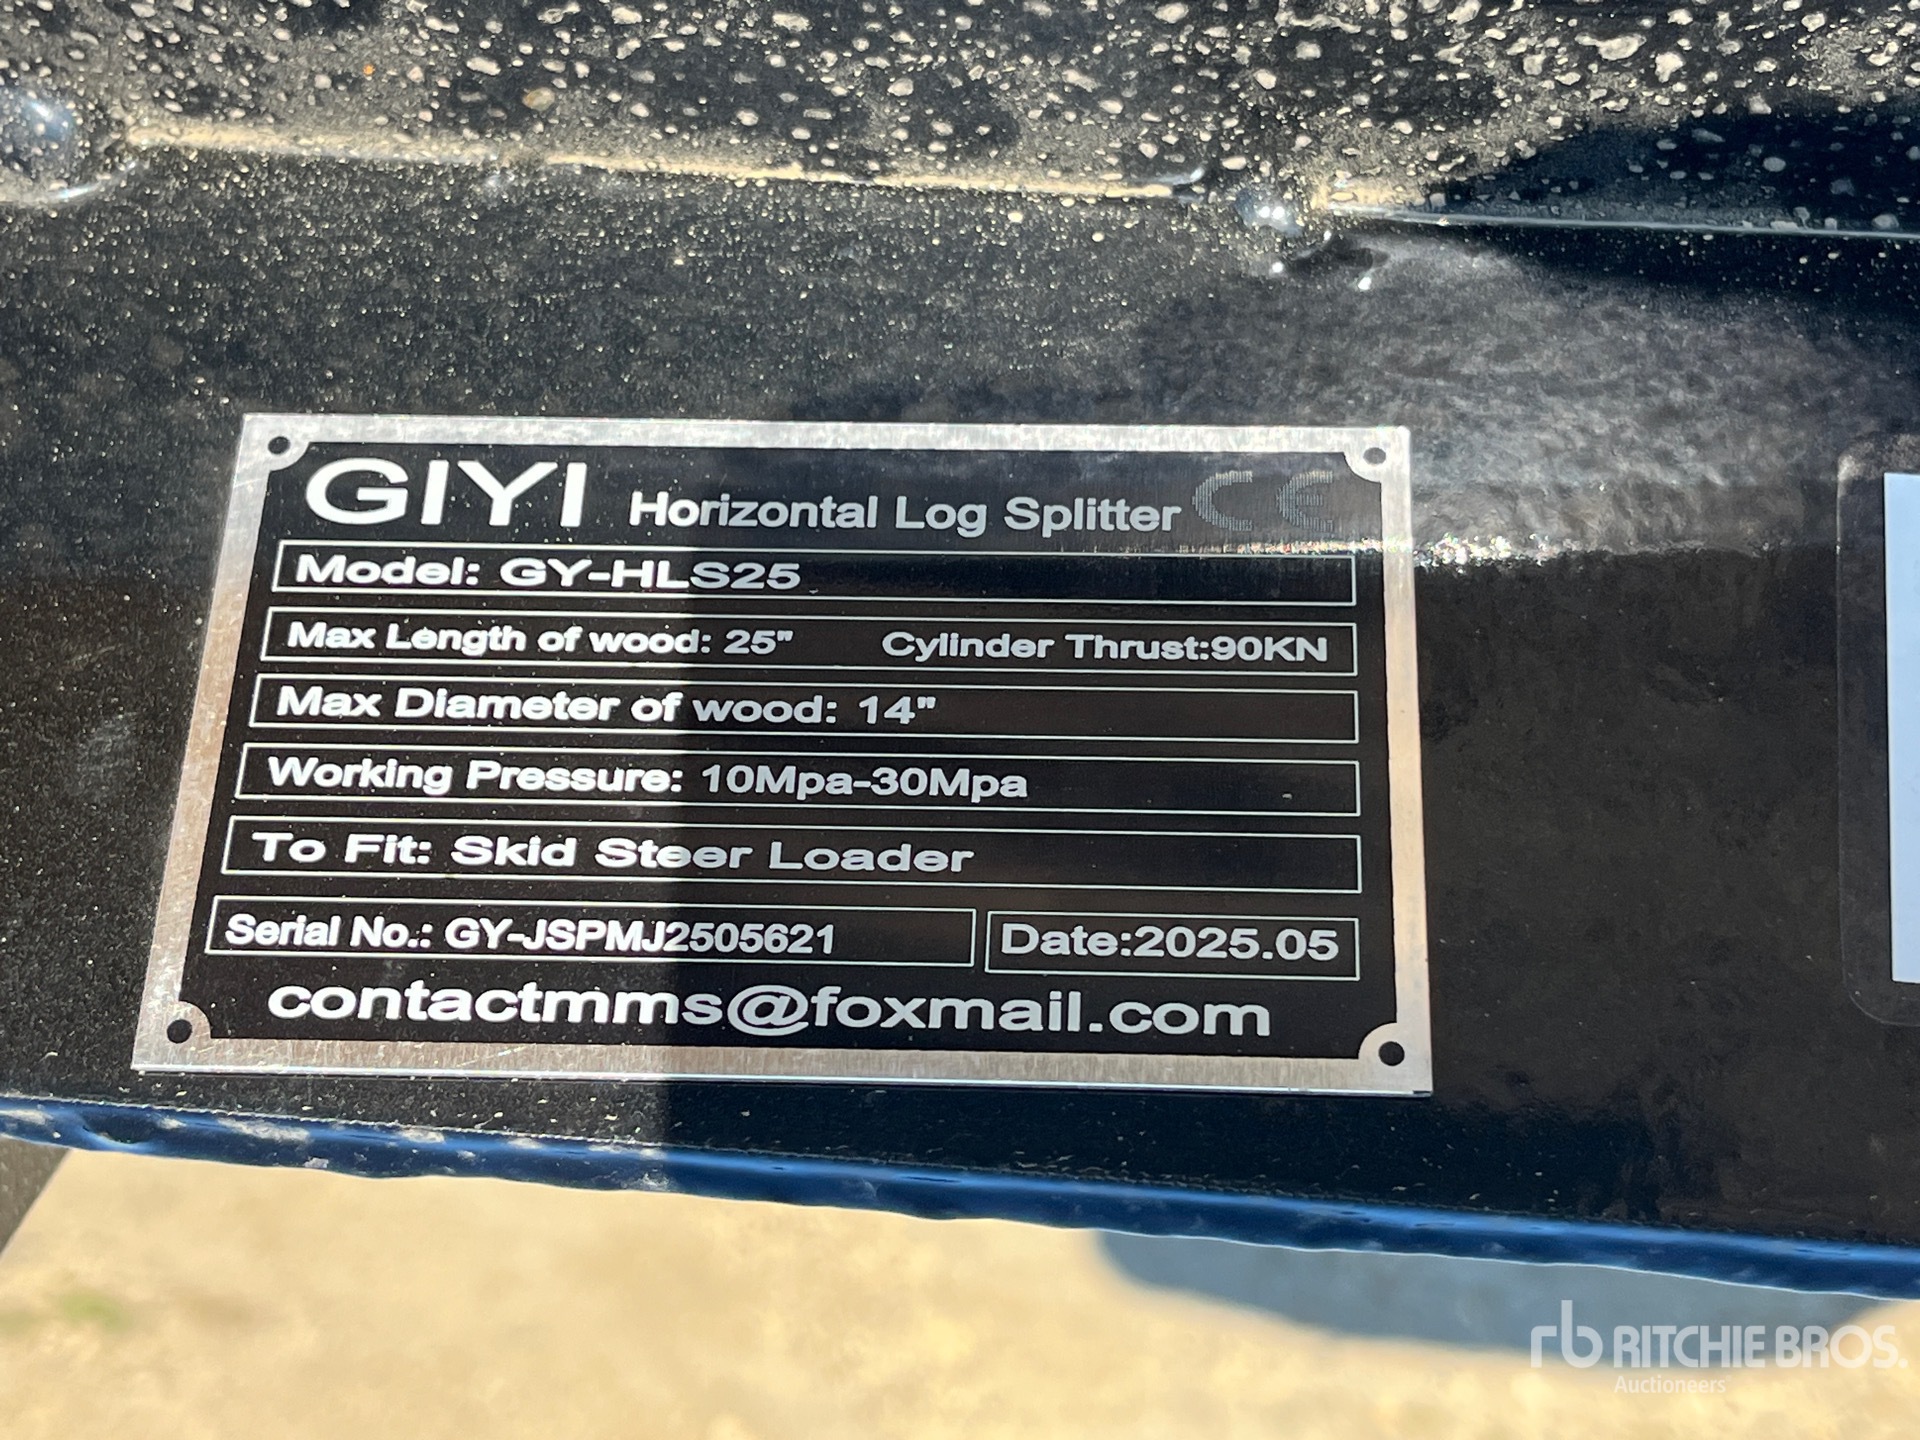 GIYI Horizontal Log Splitter CE
Model: GY-HLS25
Max Length of wood: 25" Cylinder Thrust:90KN
Max Diameter of wood: 14"
Working Pressure: 10Mpa-30Mpa
To Fit: Skid Steer Loader
Serial No.: GY-JSPMJ2505621 Date:2025.05
contactmms@foxmail.com
rb RITCHIE BROS.
Auctioneers